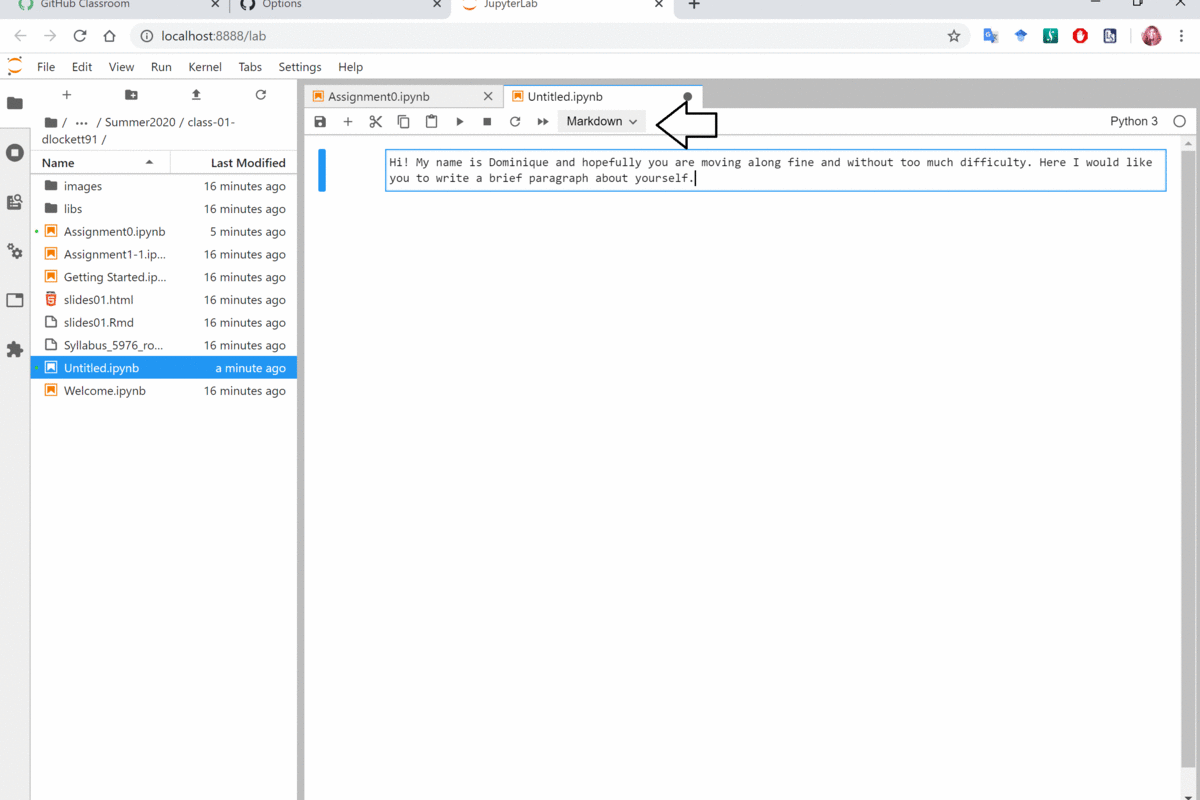 GitHub Classroom
Options
JupyterLab
localhost:8888/lab
File Edit View Run Kernel Tabs Settings Help
Assignment0.ipynb
Untitled.ipynb
/ ... / Summer2020 / class-01-
dlockett91 /
Markdown
Python 3
Name Last Modified
images 16 minutes ago
libs 16 minutes ago
Assignment0.ipynb 5 minutes ago
Assignment1-1.ip... 16 minutes ago
Getting Started.ip... 16 minutes ago
slides01.html 16 minutes ago
slides01.Rmd 16 minutes ago
Syllabus_5976_ro... 16 minutes ago
Untitled.ipynb a minute ago
Welcome.ipynb 16 minutes ago
Hi! My name is Dominique and hopefully you are moving along fine and without too much difficulty. Here I would like
you to write a brief paragraph about yourself.